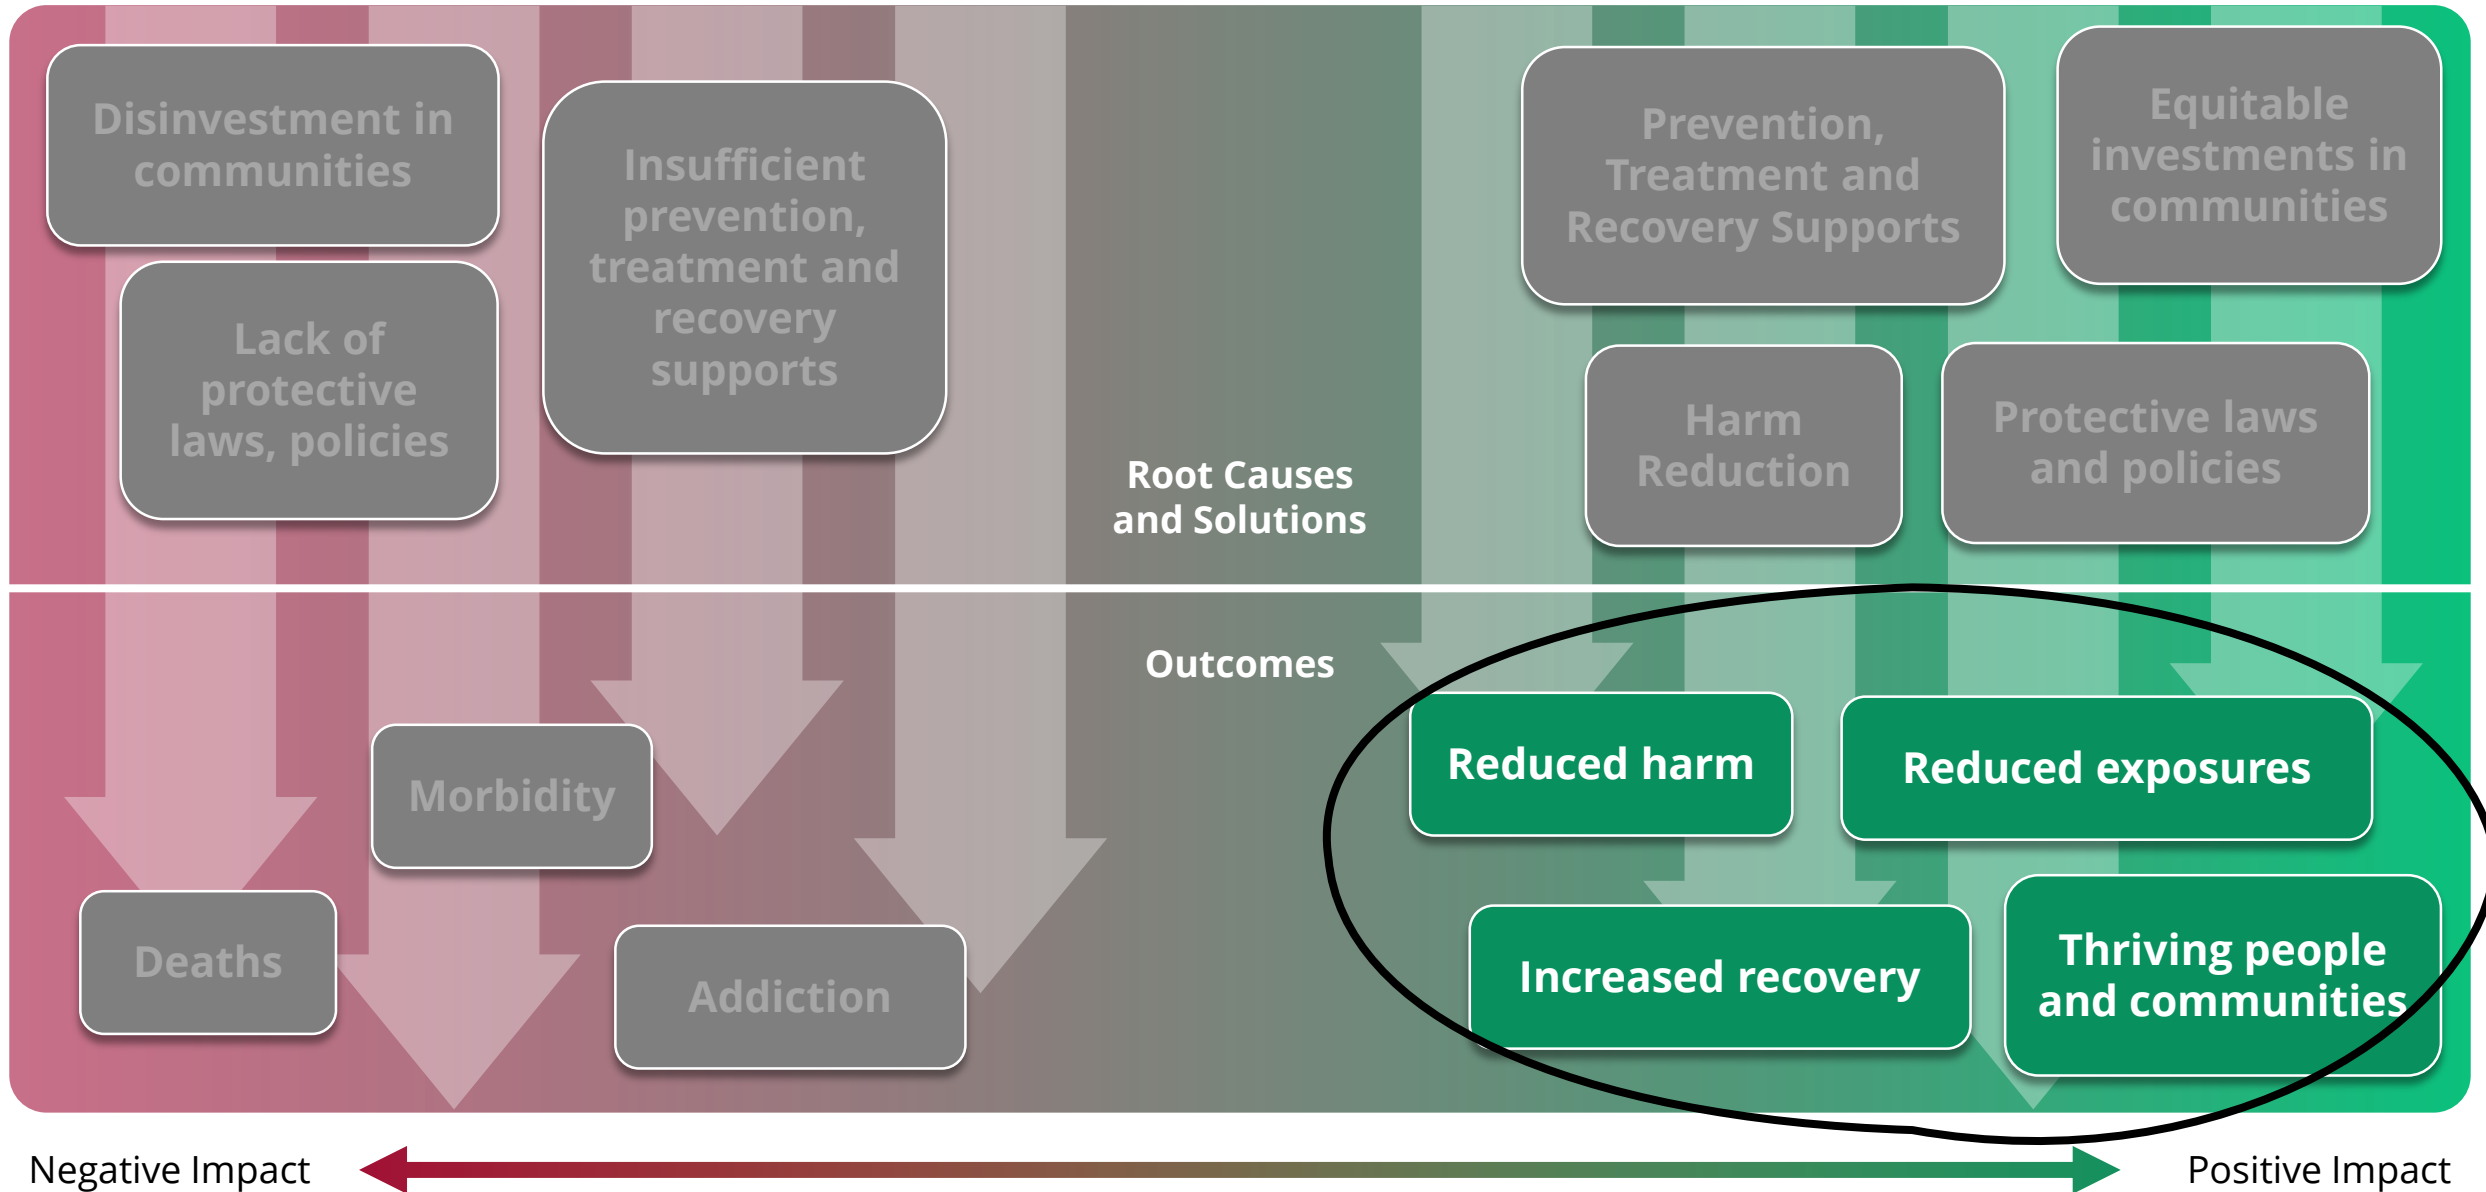 Disinvestment in
communities
Insufficient
prevention,
treatment and
recovery
supports
Lack of
protective
laws, policies
Root Causes
and Solutions
Prevention,
Treatment and
Recovery Supports
Equitable
investments in
communities
Harm
Reduction
Protective laws
and policies
Outcomes
Morbidity
Deaths
Addiction
Reduced harm
Reduced exposures
Increased recovery
Thriving people
and communities
Negative Impact
Positive Impact